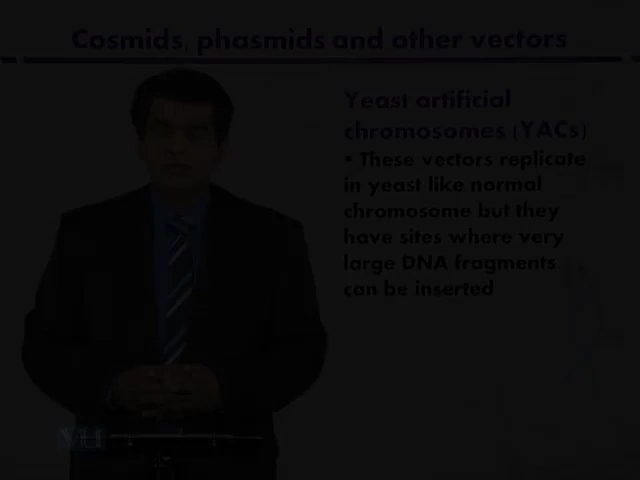 Cosmids, phasmids and other vectors
Yeast artificial
chromosomes (YACs)
• These vectors replicate
in yeast like normal
chromosome but they
have sites where very
large DNA fragments
can be inserted